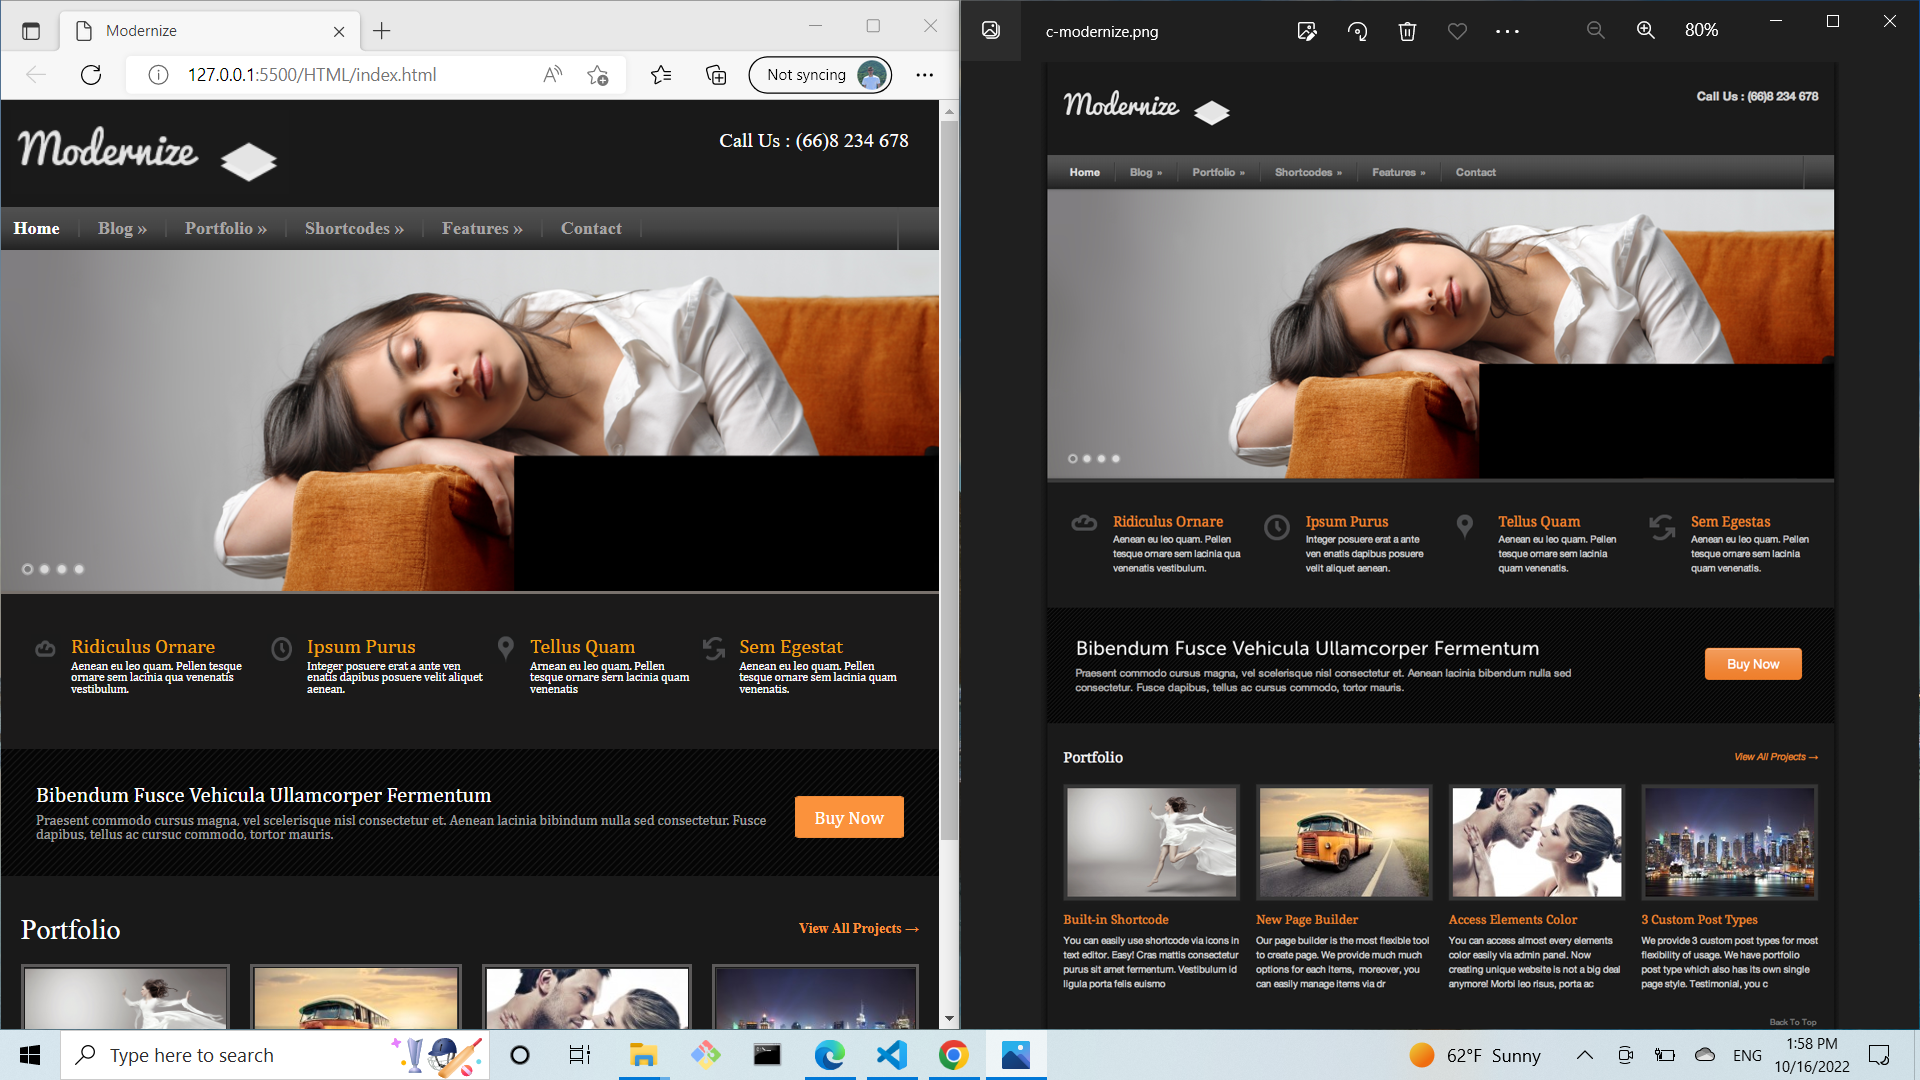 Modernize
127.0.0.1:5500/HTML/index.html
Not syncing
Modernize
Call Us : (66)8 234 678
Home
Blog »
Portfolio »
Shortcodes »
Features »
Contact
Ridiculus Ornare
Aenean eu leo quam. Pellen tesque
ornare sem lacinia qua venenatis
vestibulum.
Ipsum Purus
Integer posuere erat a ante ven
enatis dapibus posuere velit aliquet
aenean.
Tellus Quam
Arnean eu leo quam. Pellen
tesque ornare sern lacinia quam
venenatis
Sem Egestat
Aenean eu leo quam. Pellen
tesque ornare sem lacinia quam
venenatis.
Bibendum Fusce Vehicula Ullamcorper Fermentum
Praesent commodo cursus magna, vel scelerisque nisl consectetur et. Aenean lacinia bibindum nulla sed consectetur. Fusce
dapibus, tellus ac cursuc commodo, tortor mauris.
Buy Now
Portfolio
View All Projects →
c-modernize.png
80%
Modernize
Call Us : (66)8 234 678
Home
Blog »
Portfolio »
Shortcodes »
Features »
Contact
Ridiculus Ornare
Aenean eu leo quam. Pellen
tesque ornare sem lacinia qua
venenatis vestibulum.
Ipsum Purus
Integer posuere erat a ante
ven enatis dapibus posuere
velit aliquet aenean.
Tellus Quam
Aenean eu leo quam. Pellen
tesque ornare sem lacinia
quam venenatis.
Sem Egestas
Aenean eu leo quam. Pellen
tesque ornare sem lacinia
quam venenatis.
Bibendum Fusce Vehicula Ullamcorper Fermentum
Praesent commodo cursus magna, vel scelerisque nisl consectetur et. Aenean lacinia bibendum nulla sed
consectetur. Fusce dapibus, tellus ac cursus commodo, tortor mauris.
Buy Now
Portfolio
View All Projects →
Built-in Shortcode
You can easily use shortcode via icons in
text editor. Easy! Cras mattis consectetur
purus sit amet fermentum. Vestibulum id
ligula porta felis euismo
New Page Builder
Our page builder is the most flexible tool
to create page. We provide much much
options for each items, moreover, you
can easily manage items via dr
Access Elements Color
You can access almost every elements
color easily via admin panel. Now
creating unique website is not a big deal
anymore! Morbi leo risus, porta ac
3 Custom Post Types
We provide 3 custom post types for most
flexibility of usage. We have portfolio
post type which also has its own single
page style. Testimonial, you c
Back To Top
Type here to search
62°F Sunny
ENG
1:58 PM
10/16/2022